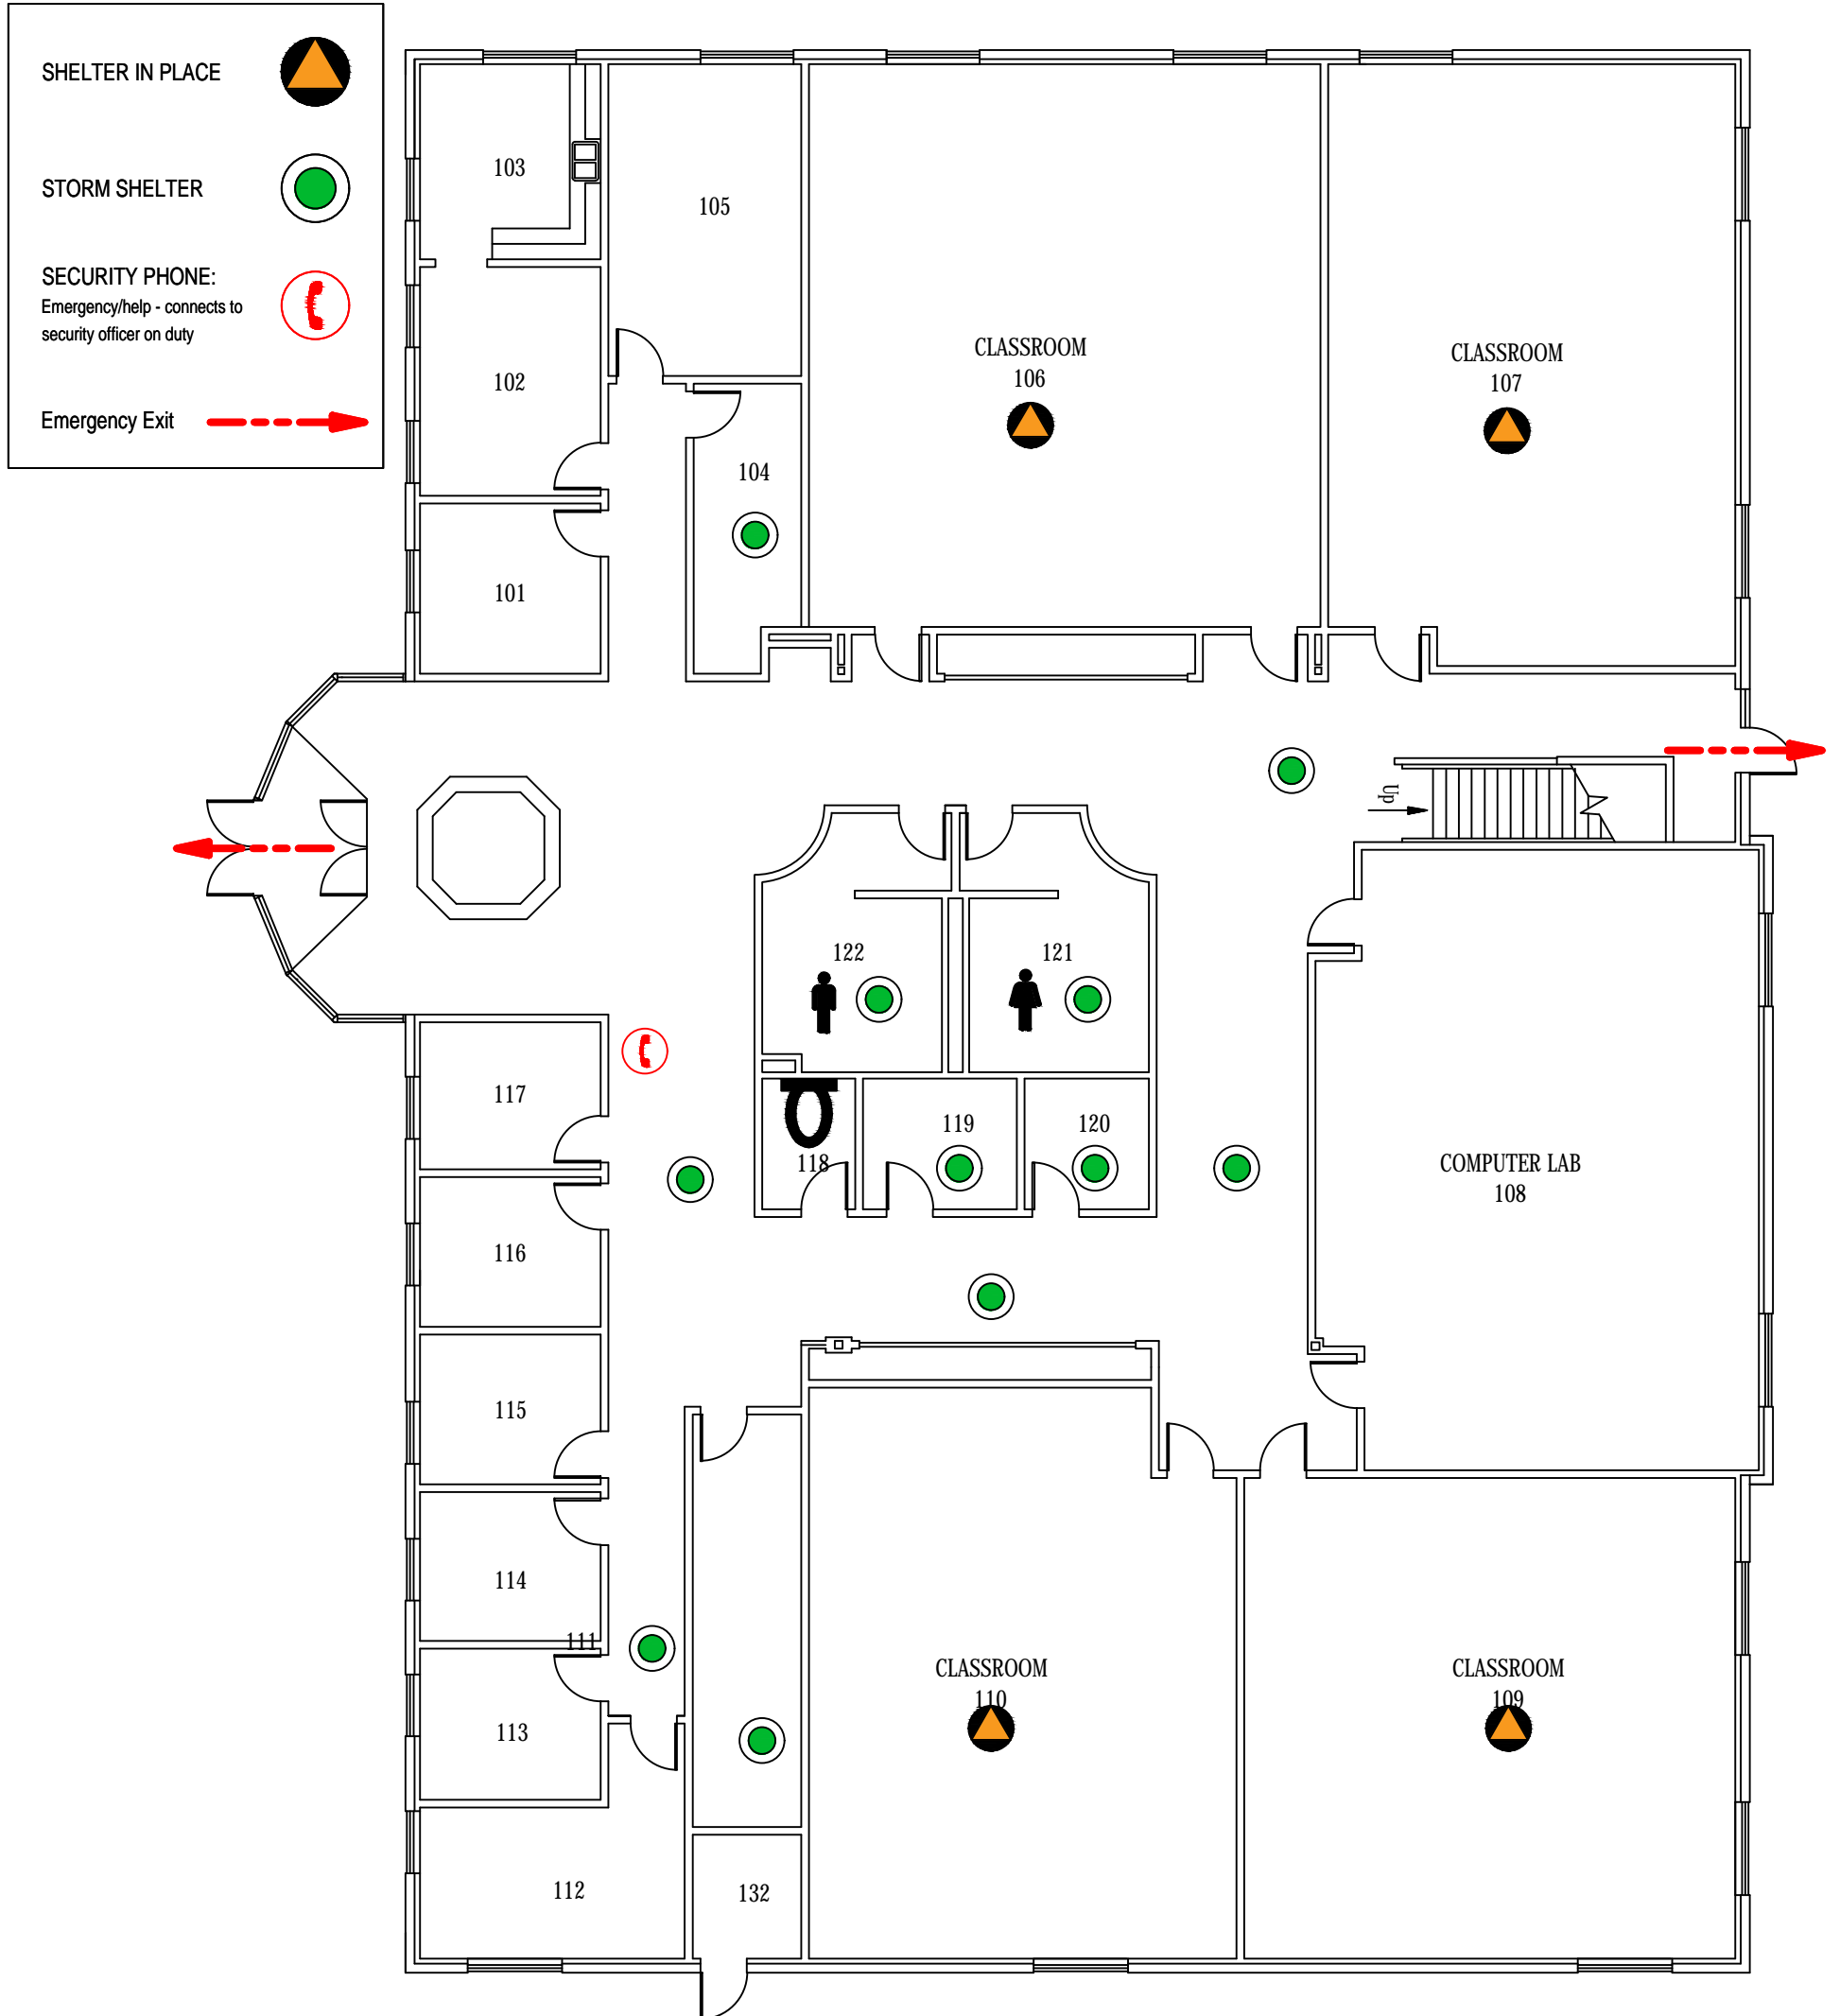 SHELTER IN PLACE
STORM SHELTER
SECURITY PHONE:
Emergency/help - connects to
security officer on duty
Emergency Exit
103
105
102
CLASSROOM
106
CLASSROOM
107
104
101
Up
122
121
117
119
120
118
COMPUTER LAB
108
116
115
114
111
113
CLASSROOM
110
CLASSROOM
109
112
132